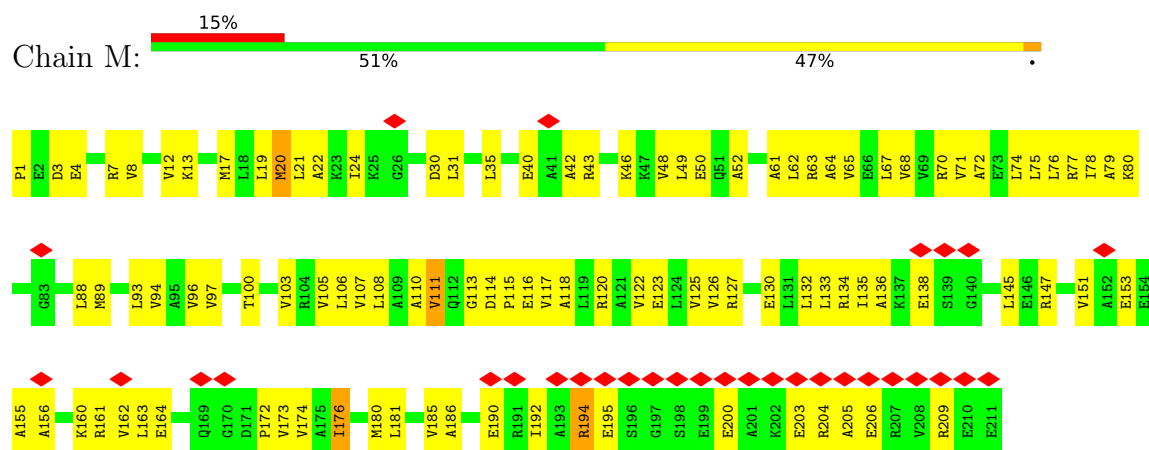 15%
Chain M:
51% 47% •
P1 E2 D3 E4 R7 V8 V12 K13 M17 L18 L19 M20 L21 A22 K23 I24 K25 G26 D30 L31 L35 E40 A41 A42 R43 K46 K47 V48 L49 E50 Q51 A52 A61 L62 R63 A64 V65 E66 L67 V68 V69 R70 V71 A72 E73 L74 L75 L76 R77 I78 A79 K80
G83 L88 M89 L93 V94 A95 V96 V97 T100 V103 R104 V105 L106 V107 L108 A109 A110 V111 Q112 G113 D114 P115 E116 V117 A118 L119 R120 A121 V122 E123 L124 V125 V126 R127 E130 L131 L132 L133 R134 I135 A136 K137 E138 S139 G140 L145 E146 R147 V151 A152 E153 E154
A155 A156 K160 R161 V162 L163 E164 Q169 G170 D171 P172 V173 V174 A175 I176 M180 L181 V185 A186 E190 R191 I192 A193 R194 E195 S196 G197 S198 E199 E200 A201 K202 E203 R204 A205 E206 R207 V208 R209 E210 E211